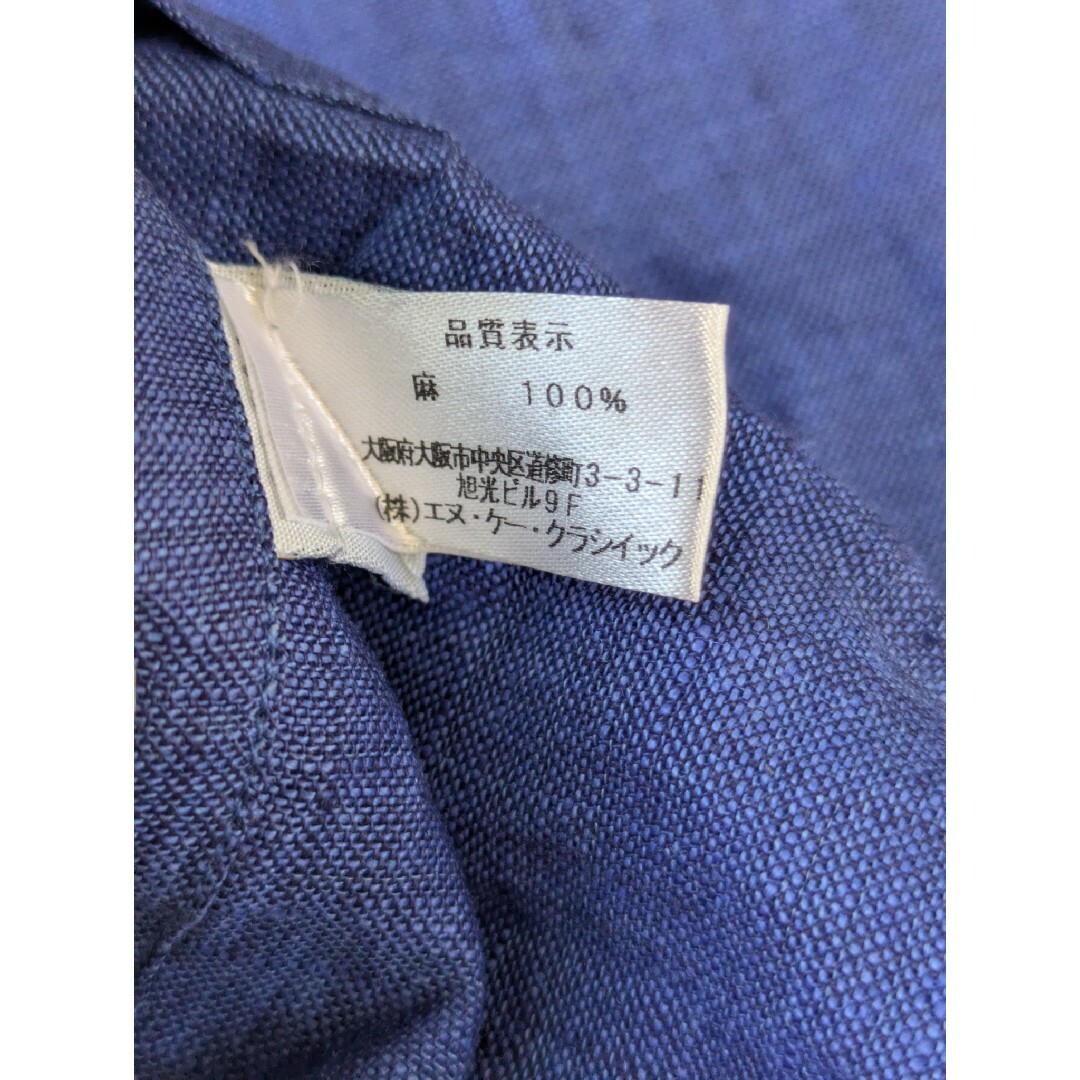 品質表示
麻 100%
大阪府大阪市中央区道修町3-3-11
旭光ビル9F
(株)エヌ・ケー・クラシイック